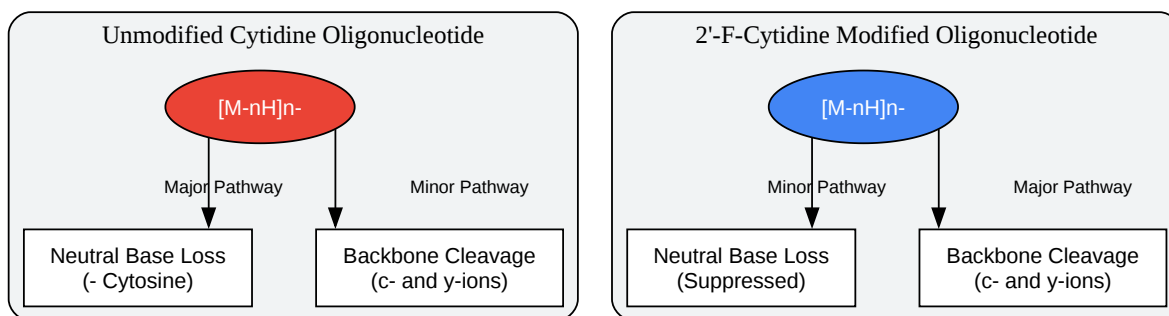 Unmodified Cytidine Oligonucleotide
[M-nH]n-
Major Pathway
Minor Pathway
Neutral Base Loss
(- Cytosine)
Backbone Cleavage
(c- and y-ions)
2'-F-Cytidine Modified Oligonucleotide
[M-nH]n-
Minor Pathway
Major Pathway
Neutral Base Loss
(Suppressed)
Backbone Cleavage
(c- and y-ions)